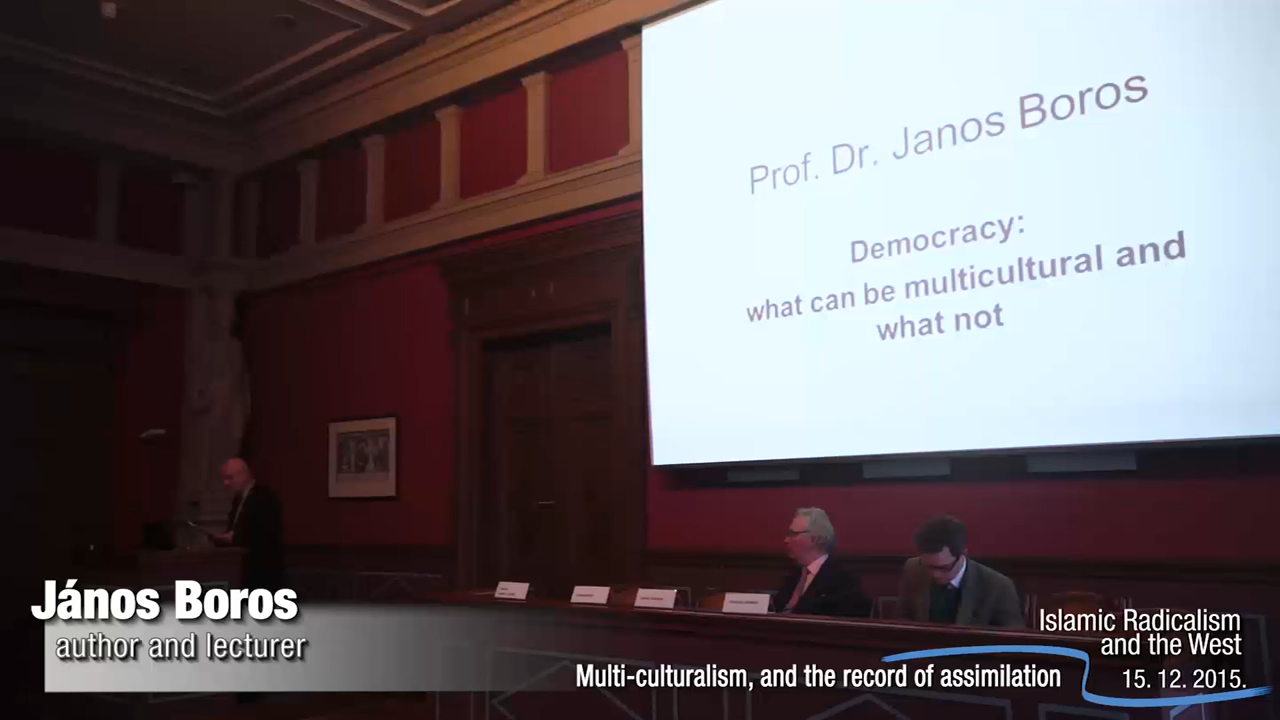 Prof. Dr. Janos Boros
Democracy:
what can be multicultural and
what not
János Boros
author and lecturer
Islamic Radicalism
and the West
Multi-culturalism, and the record of assimilation
15. 12. 2015.